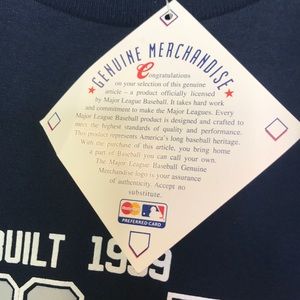 GENUINE MERCHANDISE
Congratulations
on your selection of this genuine
article – a product officially licensed
by Major League Baseball. It takes hard work
and commitment to make the Major Leagues. Every
Major League Baseball product is designed and crafted to
meet the highest standards of quality and performance.
This product represents America's long baseball heritage.
With the purchase of this article, you bring home
a part of Baseball you can call your own.
The Major League Baseball Genuine
Merchandise logo is your assurance
of authenticity. Accept no
substitute.
MasterCard
PREFERRED CARD
BUILT 19